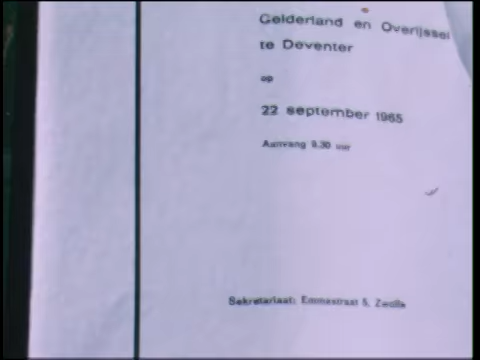 Gelderland en Overijssel
te Deventer
op
22 september 1965
Aanvang 9.30 uur
Sekretariaat: Emmastraat 5, Zwolle